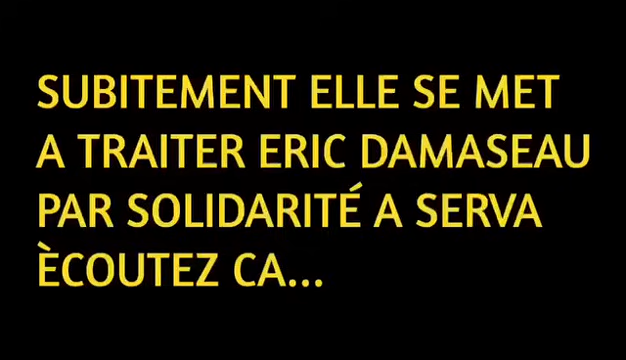 SUBITEMENT ELLE SE MET
A TRAITER ERIC DAMASEAU
PAR SOLIDARITÉ A SERVA
ÈCOUTEZ CA...